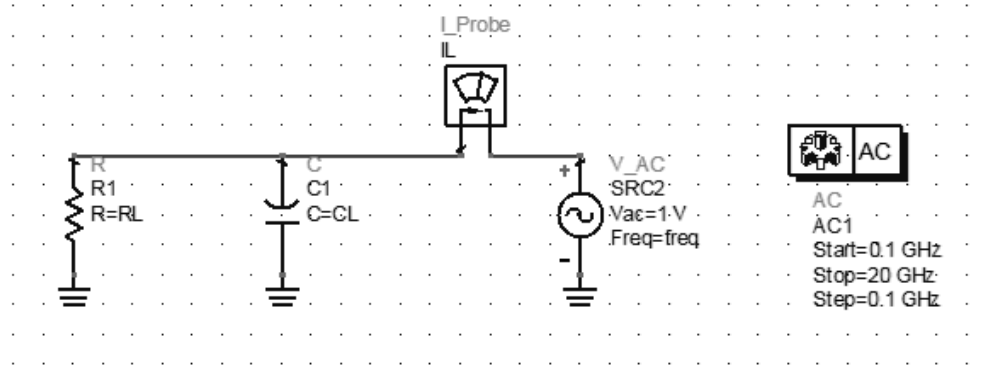 I_Probe
IL
R
R1
R=RL
C
C1
C=CL
+
-
V_AC
SRC2
Vac=1 V
Freq=freq
AC
AC
AC1
Start=0.1 GHz
Stop=20 GHz
Step=0.1 GHz